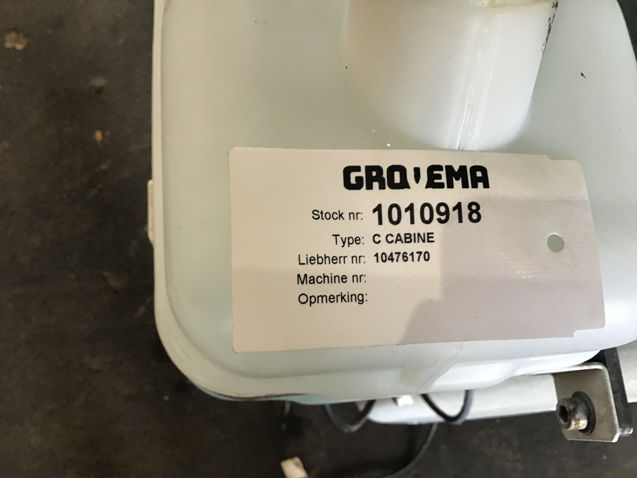 GROVEMA
Stock nr: 1010918
Type: C CABINE
Liebherr nr: 10476170
Machine nr:
Opmerking: